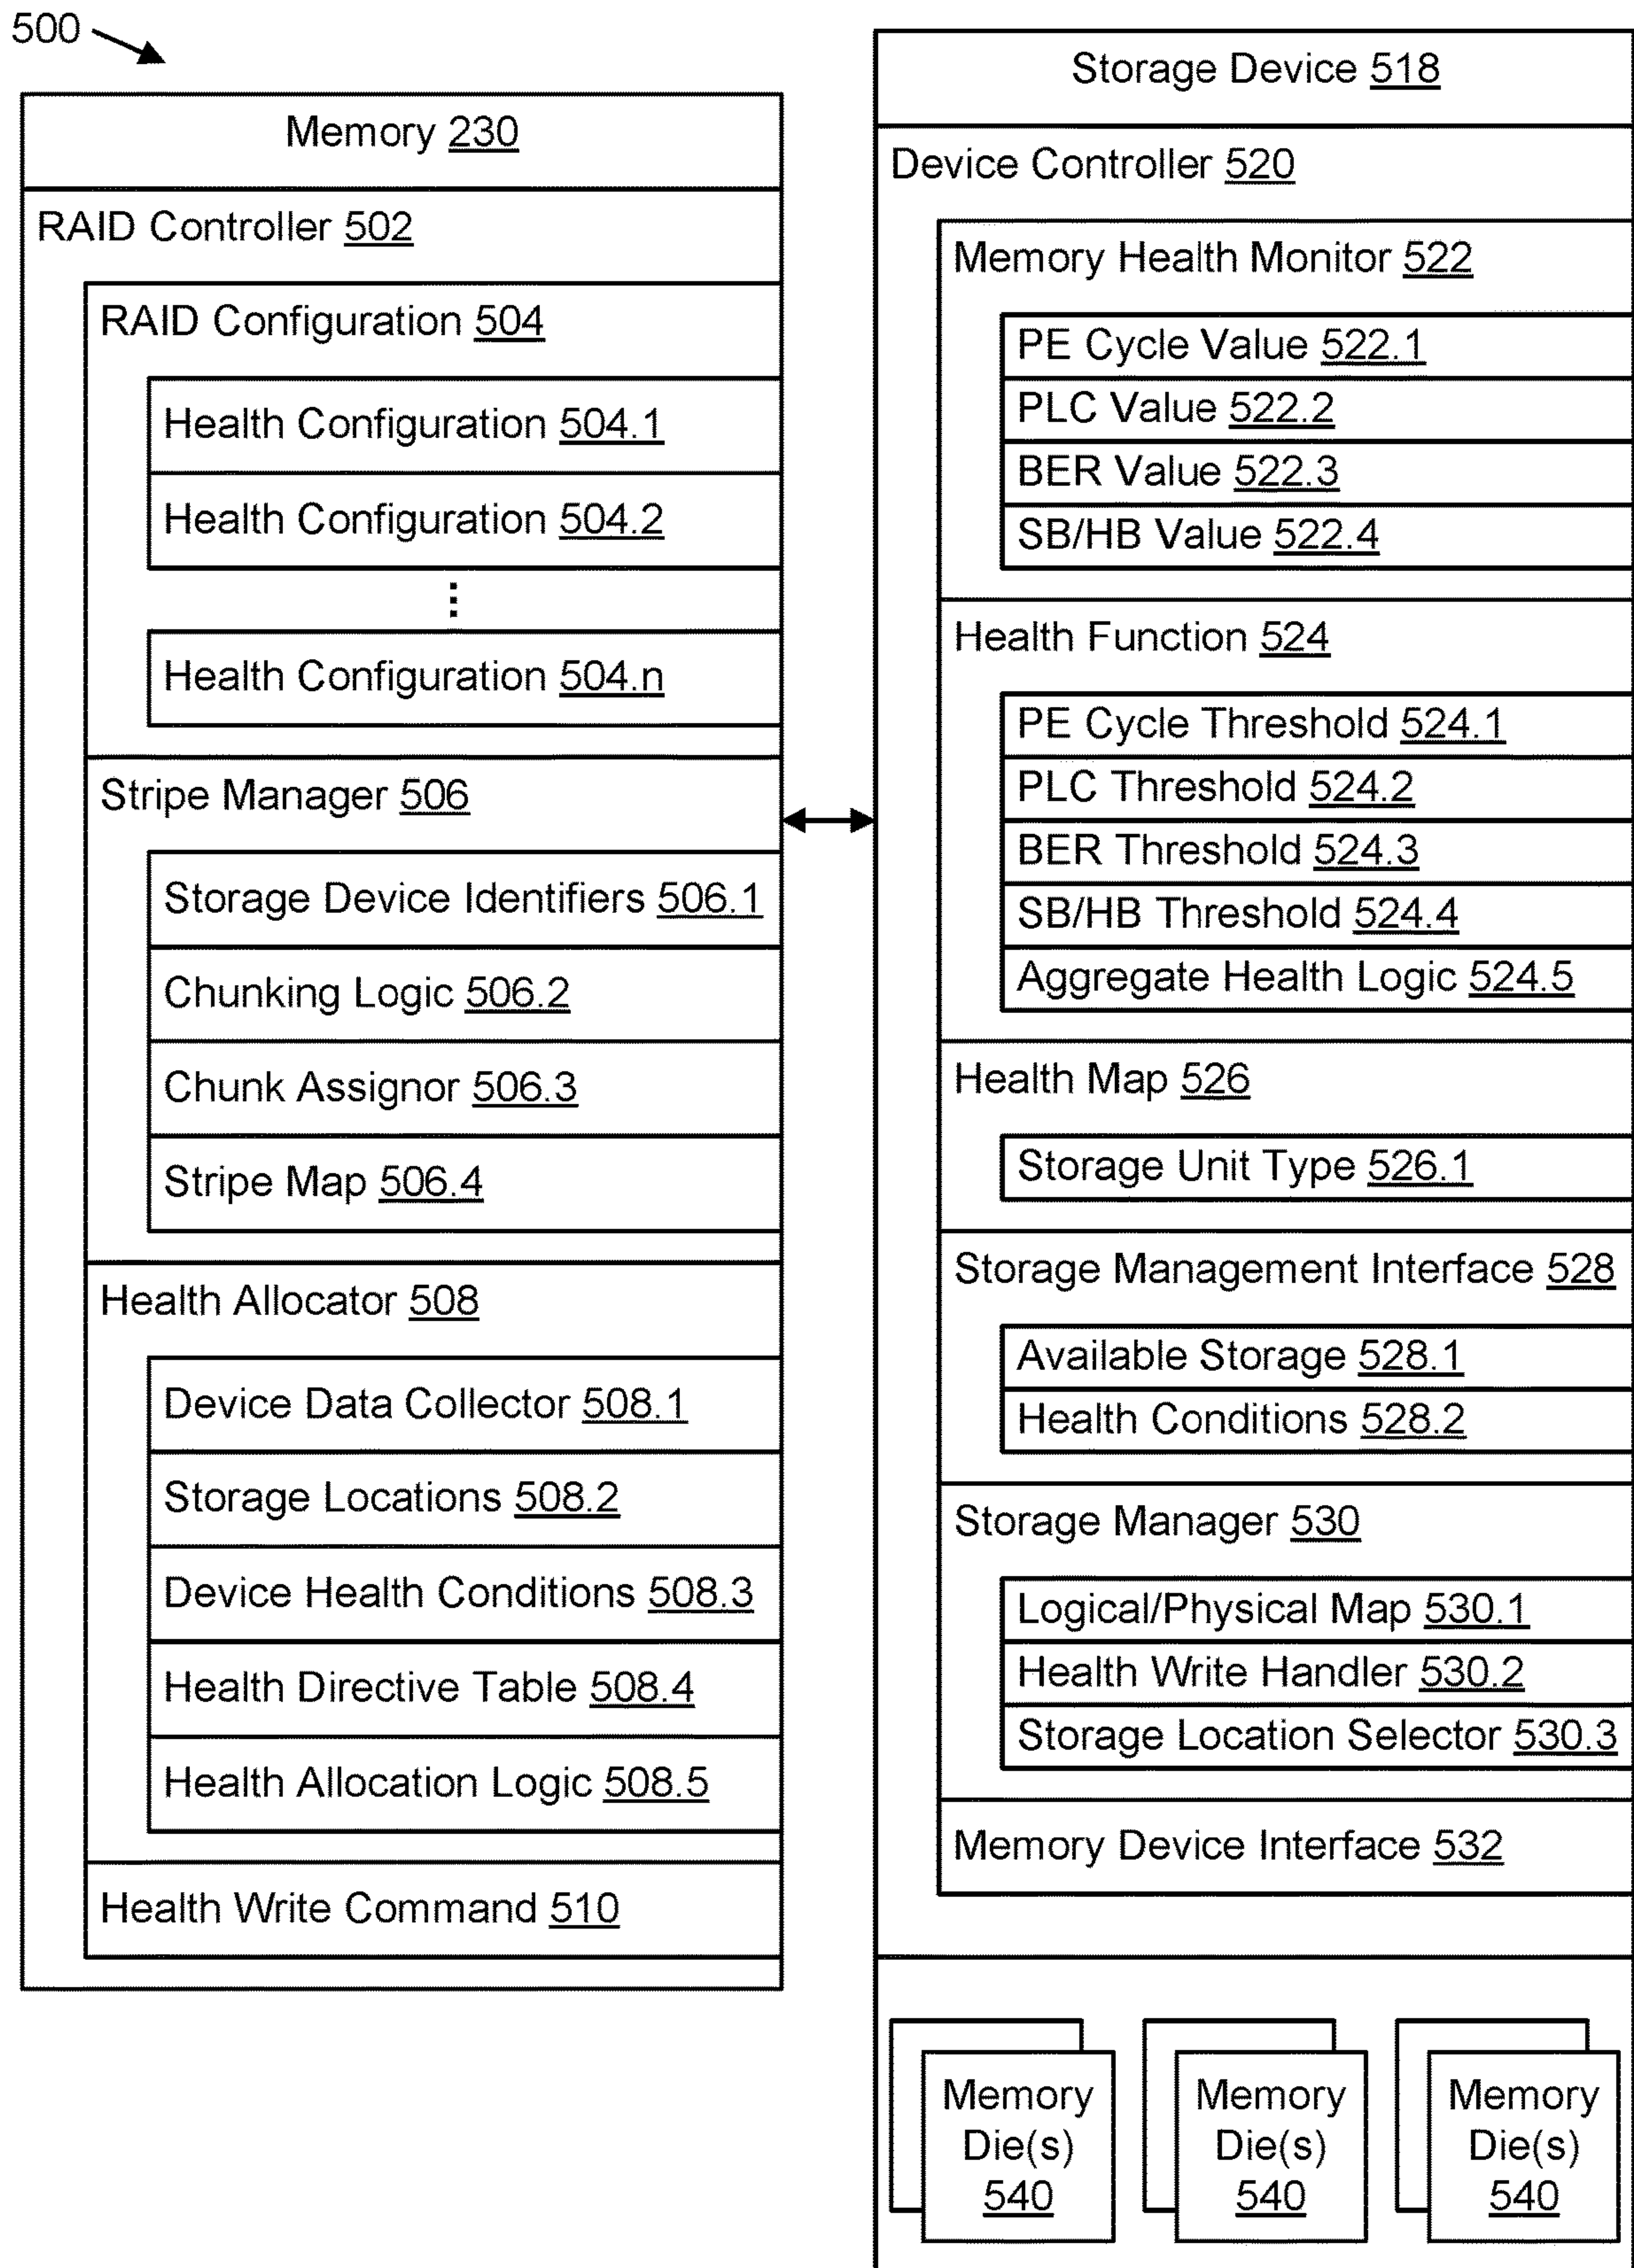 500
Memory 230
RAID Controller 502
RAID Configuration 504
Health Configuration 504.1
Health Configuration 504.2
⋮
Health Configuration 504.n
Stripe Manager 506
Storage Device Identifiers 506.1
Chunking Logic 506.2
Chunk Assignor 506.3
Stripe Map 506.4
Health Allocator 508
Device Data Collector 508.1
Storage Locations 508.2
Device Health Conditions 508.3
Health Directive Table 508.4
Health Allocation Logic 508.5
Health Write Command 510
Storage Device 518
Device Controller 520
Memory Health Monitor 522
PE Cycle Value 522.1
PLC Value 522.2
BER Value 522.3
SB/HB Value 522.4
Health Function 524
PE Cycle Threshold 524.1
PLC Threshold 524.2
BER Threshold 524.3
SB/HB Threshold 524.4
Aggregate Health Logic 524.5
Health Map 526
Storage Unit Type 526.1
Storage Management Interface 528
Available Storage 528.1
Health Conditions 528.2
Storage Manager 530
Logical/Physical Map 530.1
Health Write Handler 530.2
Storage Location Selector 530.3
Memory Device Interface 532
Memory
Die(s)
540
Memory
Die(s)
540
Memory
Die(s)
540